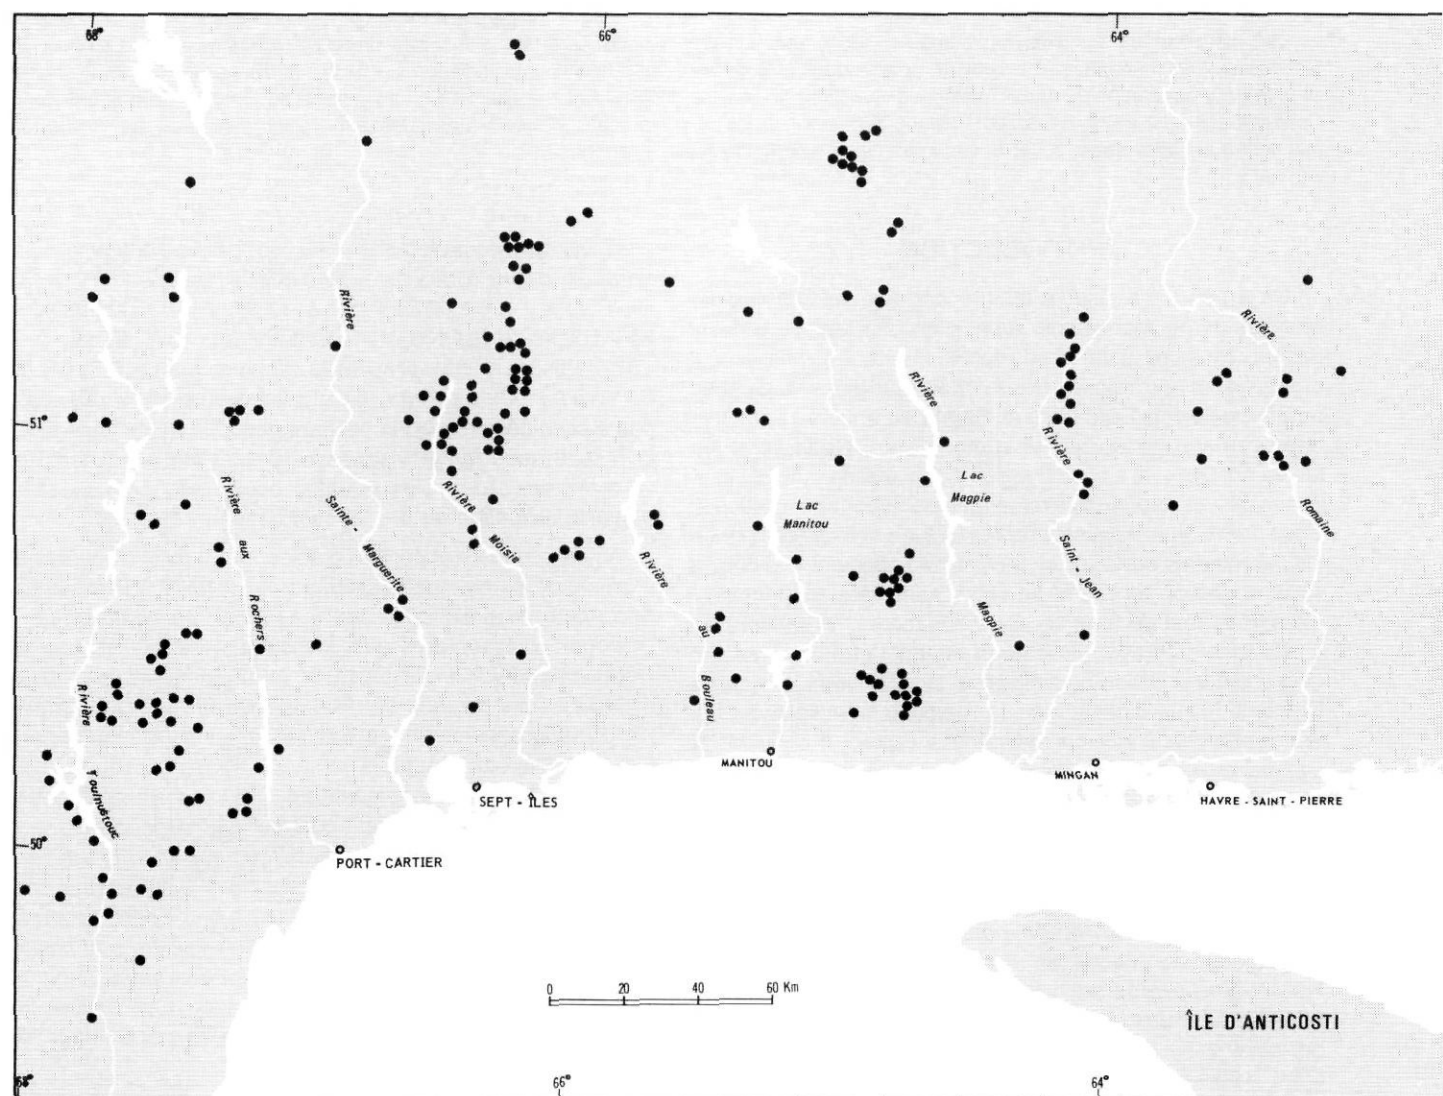 68°
66°
64°
Rivière
Rivière
Rivière
51°
Rivière
aux
Rochers
Sainte - Marguerite
Rivière
Moisie
Rivière
au
Bouleau
Lac
Manitou
Lac
Magpie
Magpie
Rivière
Saint - Jean
Romaine
Rivière
Toulnustouc
MANITOU
MINGAN
SEPT - ÎLES
HAVRE - SAINT - PIERRE
50°
PORT - CARTIER
0 20 40 60 Km
ÎLE D'ANTICOSTI
68°
66°
64°